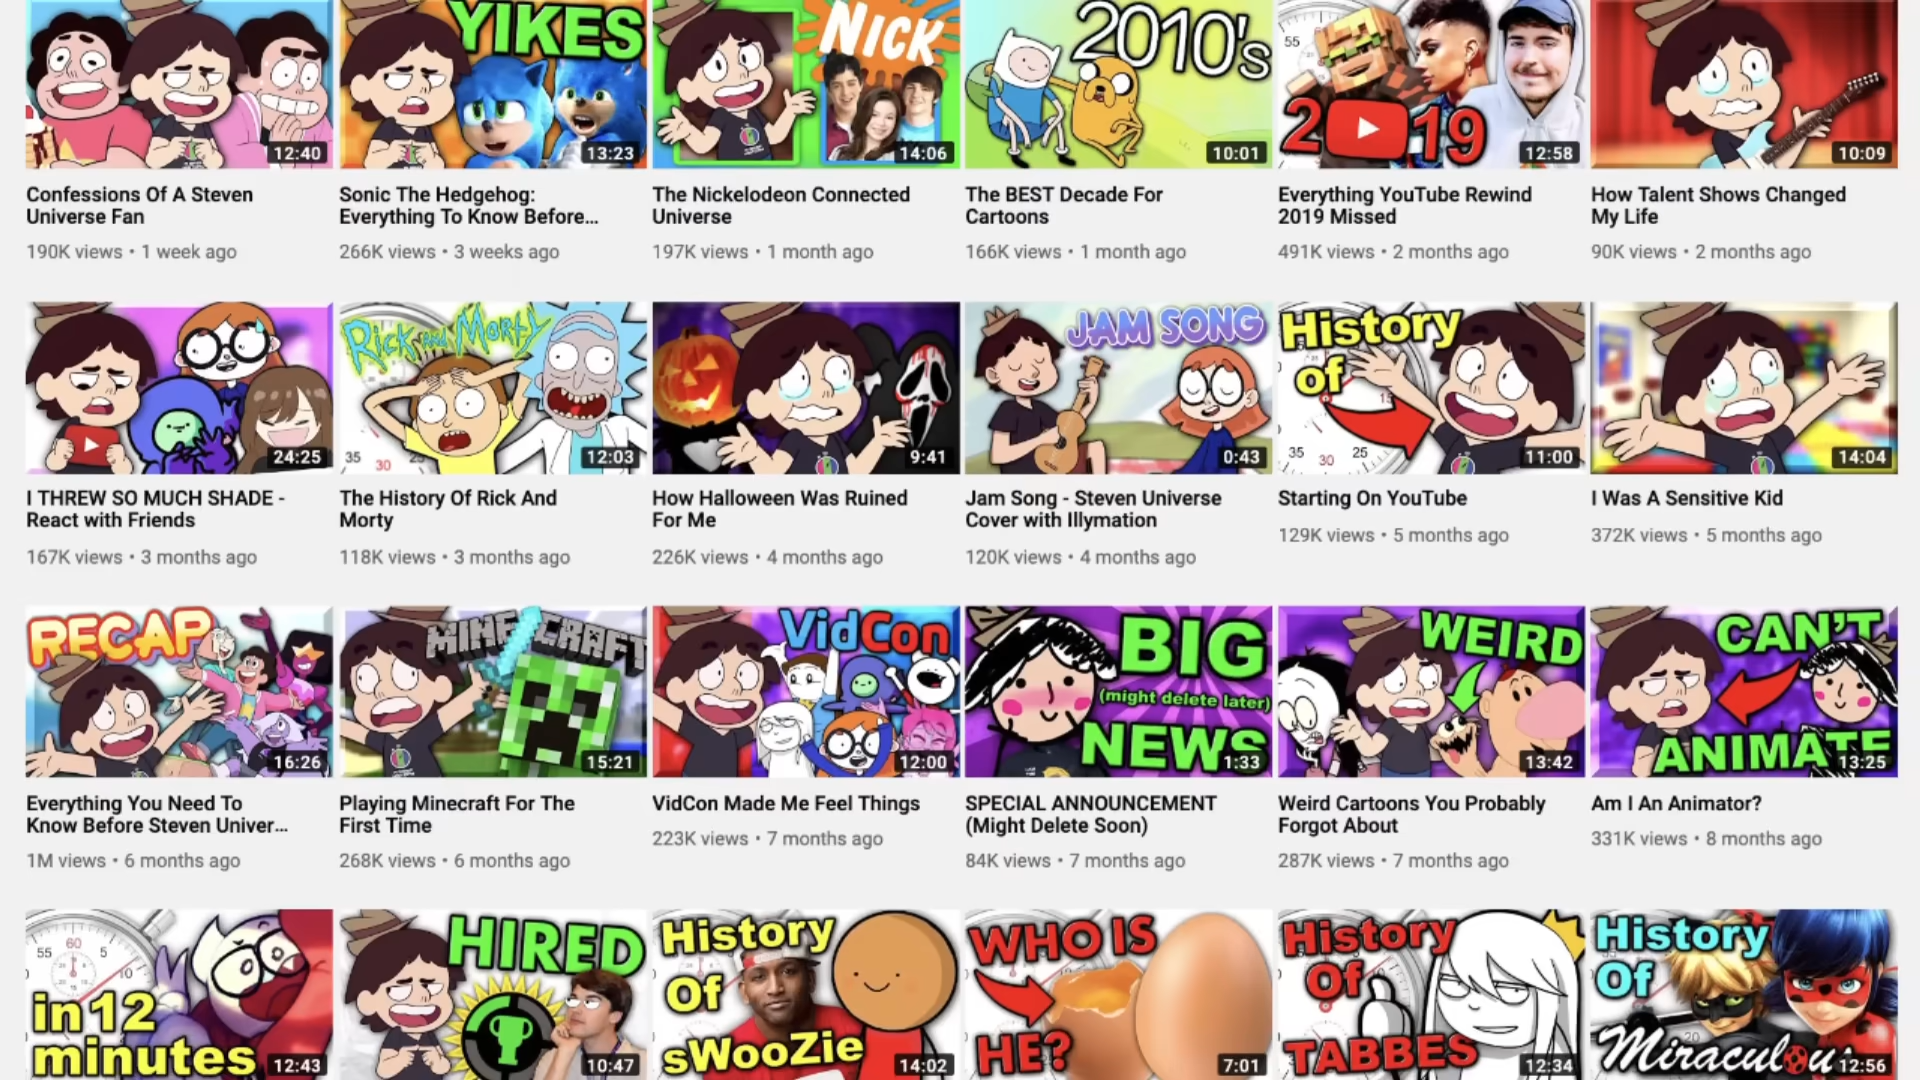 YIKES
NICK
2010's
55
2019
12:40
13:23
14:06
10:01
12:58
10:09
Confessions Of A Steven
Universe Fan
190K views • 1 week ago
Sonic The Hedgehog:
Everything To Know Before...
266K views • 3 weeks ago
The Nickelodeon Connected
Universe
197K views • 1 month ago
The BEST Decade For
Cartoons
166K views • 1 month ago
Everything YouTube Rewind
2019 Missed
491K views • 2 months ago
How Talent Shows Changed
My Life
90K views • 2 months ago
Rick and Morty
JAM SONG
History
of
35
30
35
30
25
24:25
12:03
9:41
0:43
11:00
14:04
I THREW SO MUCH SHADE -
React with Friends
167K views • 3 months ago
The History Of Rick And
Morty
118K views • 3 months ago
How Halloween Was Ruined
For Me
226K views • 4 months ago
Jam Song - Steven Universe
Cover with Illymation
120K views • 4 months ago
Starting On YouTube
129K views • 5 months ago
I Was A Sensitive Kid
372K views • 5 months ago
RECAP
MINECRAFT
VidCon
BIG
(might delete later)
NEWS
WEIRD
CAN'T
ANIMATE
16:26
15:21
12:00
1:33
13:42
13:25
Everything You Need To
Know Before Steven Univer...
1M views • 6 months ago
Playing Minecraft For The
First Time
268K views • 6 months ago
VidCon Made Me Feel Things
223K views • 7 months ago
SPECIAL ANNOUNCEMENT
(Might Delete Soon)
84K views • 7 months ago
Weird Cartoons You Probably
Forgot About
287K views • 7 months ago
Am I An Animator?
331K views • 8 months ago
55
60
5
10
in 12
minutes
12:43
HIRED
10:47
History
Of
sWooZie
14:02
WHO IS
HE?
7:01
History
Of
TABBES
12:34
History
Of
Miraculou
12:56